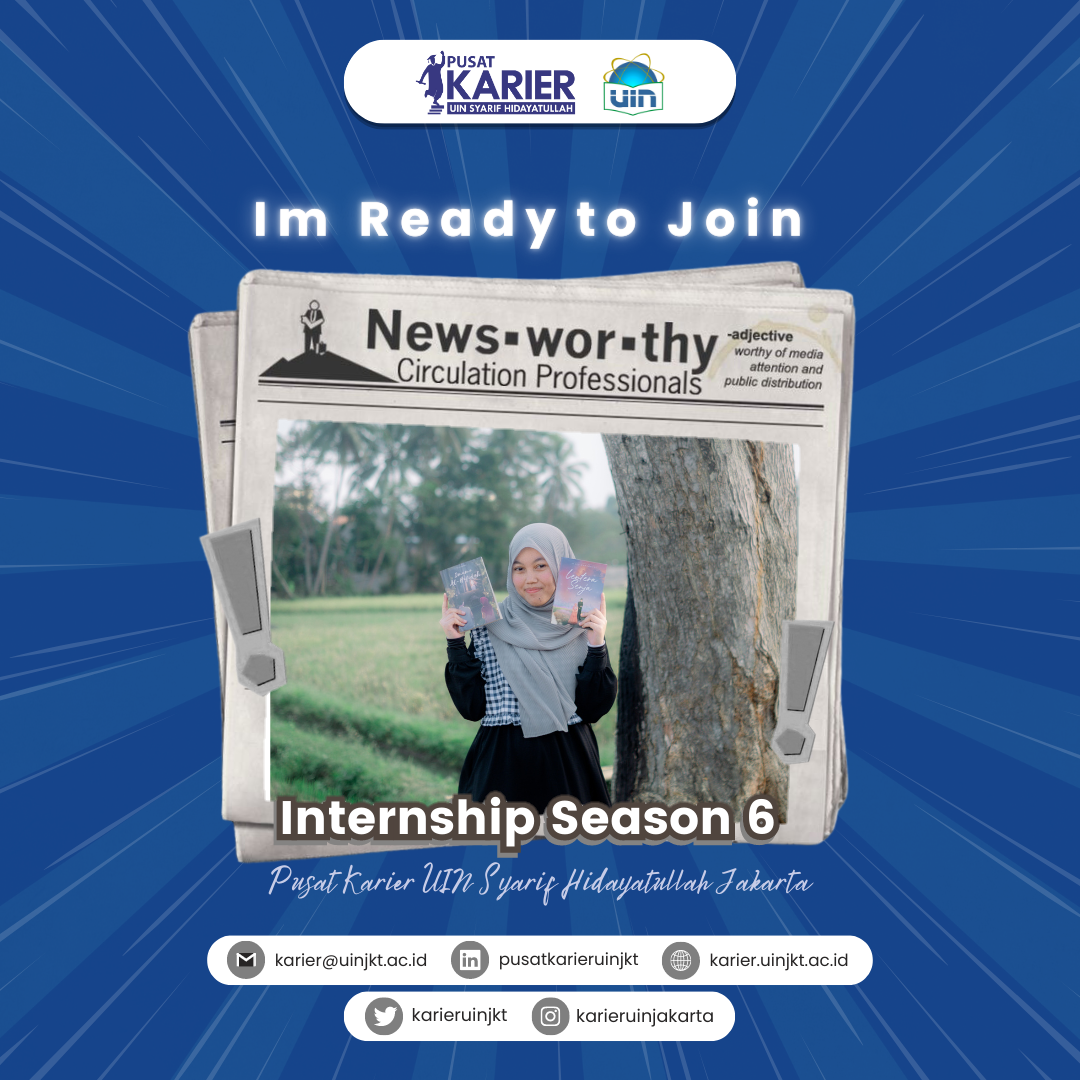 PUSAT
KARIER
UIN SYARIF HIDAYATULLAH
uin
Im Ready to Join
News▪wor▪thy
Circulation Professionals
-adjective
worthy of media
attention and
public distribution
Lentera
Senja
Internship Season 6
Pusat Karier UIN Syarif Hidayatullah Jakarta
karier@uinjkt.ac.id
pusatkarieruinjkt
karier.uinjkt.ac.id
karieruinjkt
karieruinjakarta